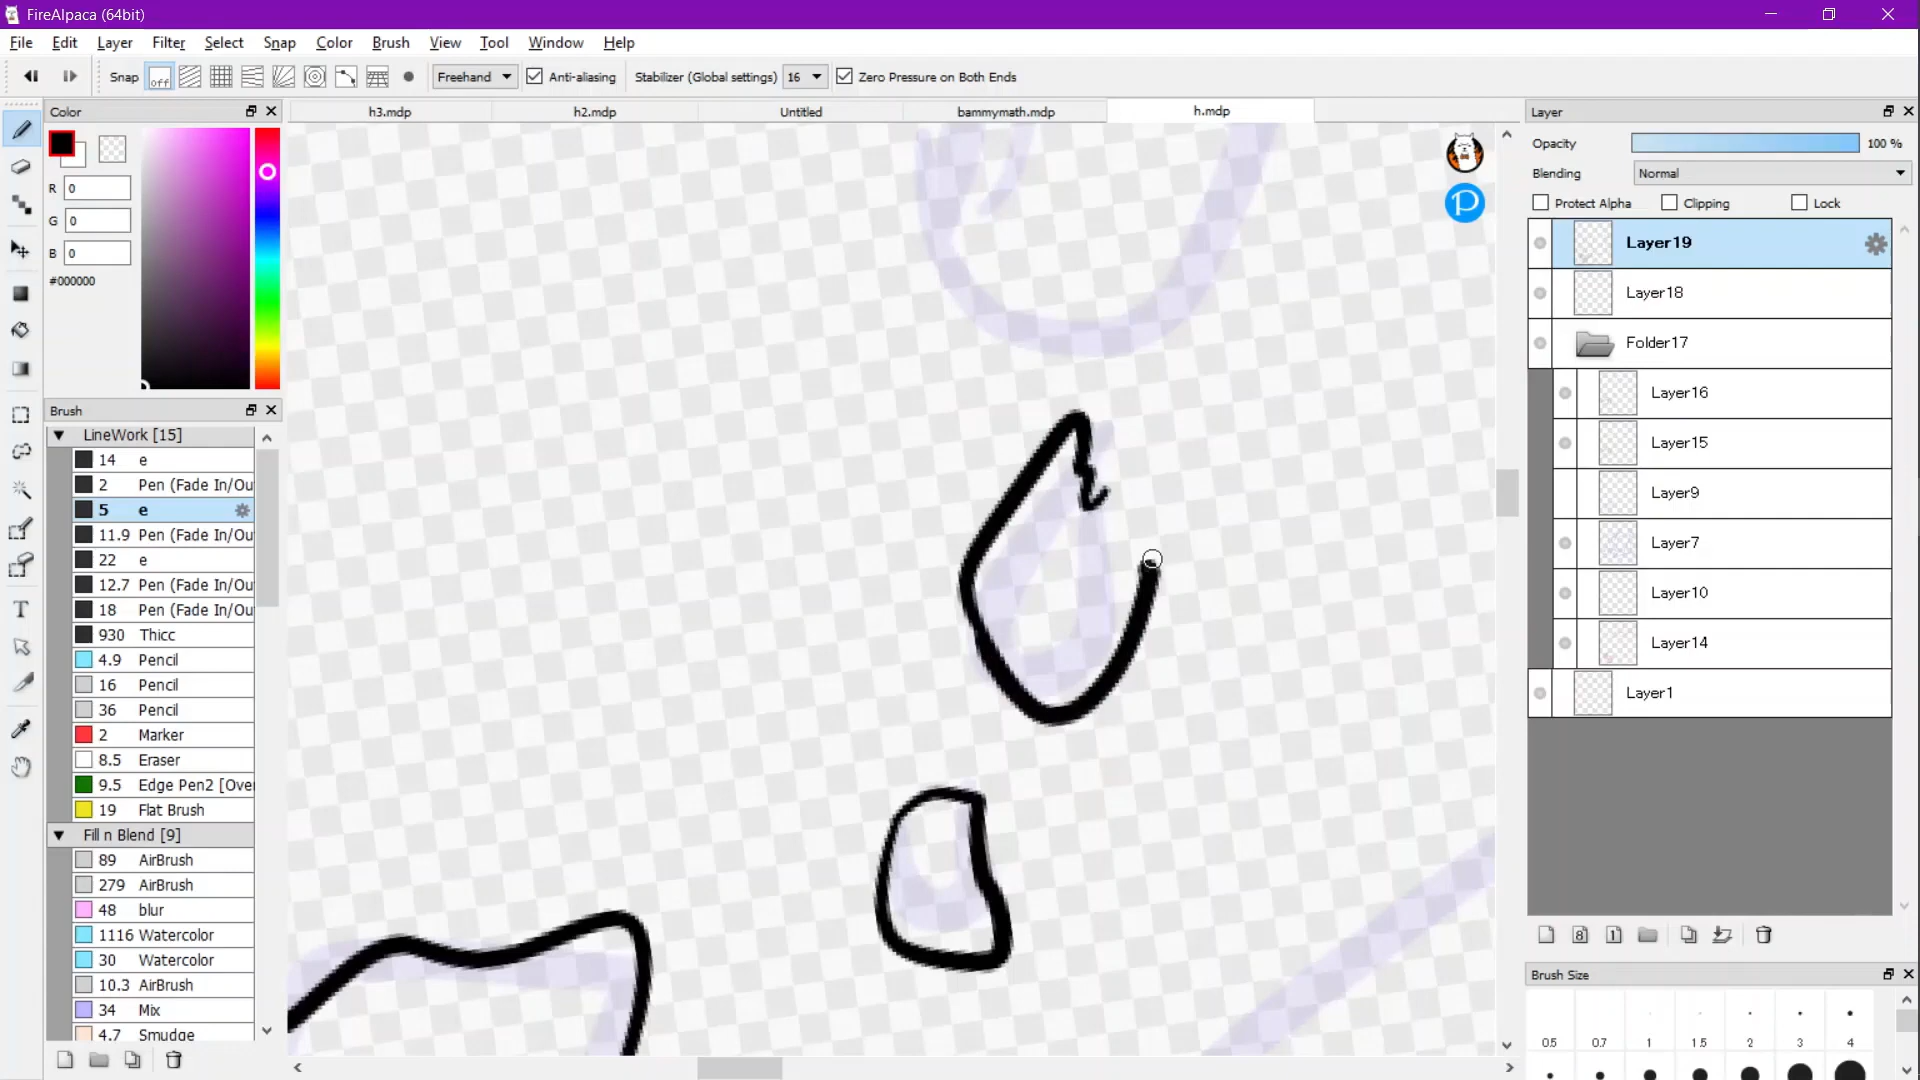 FireAlpaca (64bit)
File Edit Layer Filter Select Snap Color Brush View Tool Window Help
Snap off Freehand Anti-aliasing Stabilizer (Global settings) 16 Zero Pressure on Both Ends
Color
R 0
G 0
B 0
#000000
Brush
LineWork [15]
14 e
2 Pen (Fade In/Ou
5 e
11.9 Pen (Fade In/Ou
22 e
12.7 Pen (Fade In/Ou
18 Pen (Fade In/Ou
930 Thicc
4.9 Pencil
16 Pencil
36 Pencil
2 Marker
8.5 Eraser
9.5 Edge Pen2 [Over
19 Flat Brush
Fill n Blend [9]
89 AirBrush
279 AirBrush
48 blur
1116 Watercolor
30 Watercolor
10.3 AirBrush
34 Mix
4.7 Smudge
h3.mdp h2.mdp Untitled bammymath.mdp h.mdp
P
Layer
Opacity 100 %
Blending Normal
Protect Alpha Clipping Lock
Layer19
Layer18
Folder17
Layer16
Layer15
Layer9
Layer7
Layer10
Layer14
Layer1
8 1
Brush Size
0.5 0.7 1 1.5 2 3 4